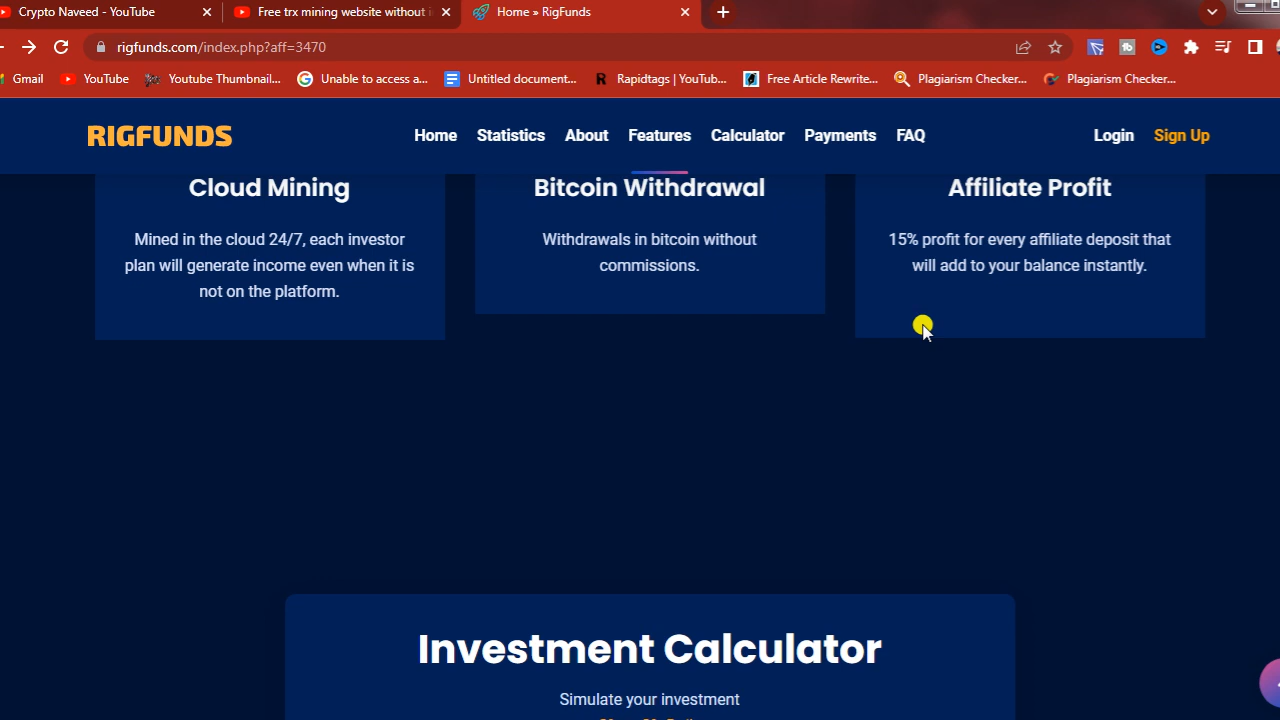 Crypto Naveed - YouTube
Free trx mining website without i
Home » RigFunds
rigfunds.com/index.php?aff=3470
Gmail
YouTube
Youtube Thumbnail...
Unable to access a...
Untitled document...
Rapidtags | YouTub...
Free Article Rewrite...
Plagiarism Checker...
Plagiarism Checker...
RIGFUNDS
Home
Statistics
About
Features
Calculator
Payments
FAQ
Login
Sign Up
Cloud Mining
Mined in the cloud 24/7, each investor
plan will generate income even when it is
not on the platform.
Bitcoin Withdrawal
Withdrawals in bitcoin without
commissions.
Affiliate Profit
15% profit for every affiliate deposit that
will add to your balance instantly.
Investment Calculator
Simulate your investment